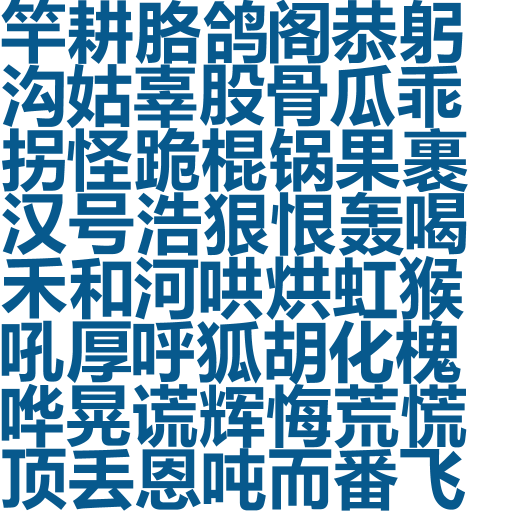 竿耕胳鸽阁恭躬
沟姑辜股骨瓜乖
拐怪跪棍锅果裹
汉号浩狠恨轰喝
禾和河哄烘虹猴
吼厚呼狐胡化槐
哗晃谎辉悔荒慌
顶丢恩吨而番飞